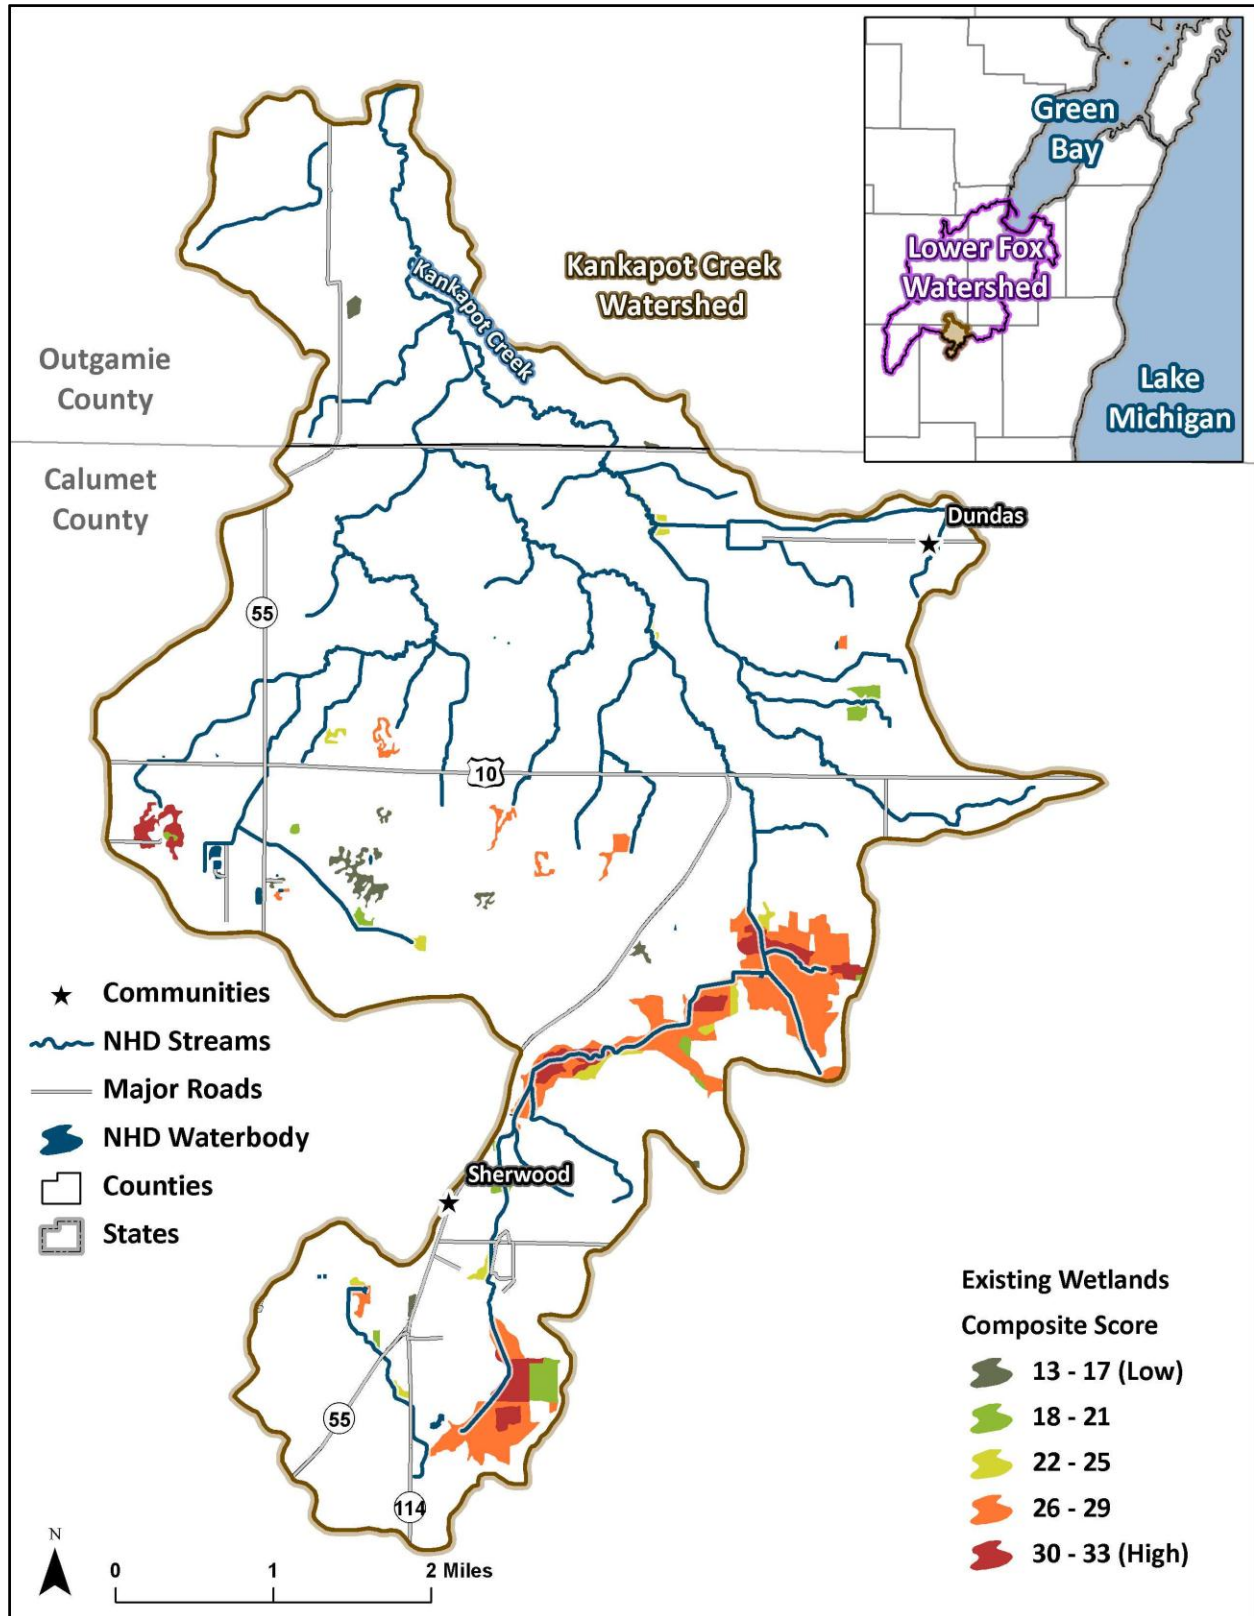 Green
Bay
Lower Fox
Watershed
Lake
Michigan
Kankapot Creek
Watershed
Kankapot Creek
Outgamie
County
Calumet
County
Dundas
55
10
Communities
NHD Streams
Major Roads
NHD Waterbody
Counties
States
Sherwood
Existing Wetlands
Composite Score
13 - 17 (Low)
18 - 21
22 - 25
26 - 29
30 - 33 (High)
55
114
N
0 1 2 Miles